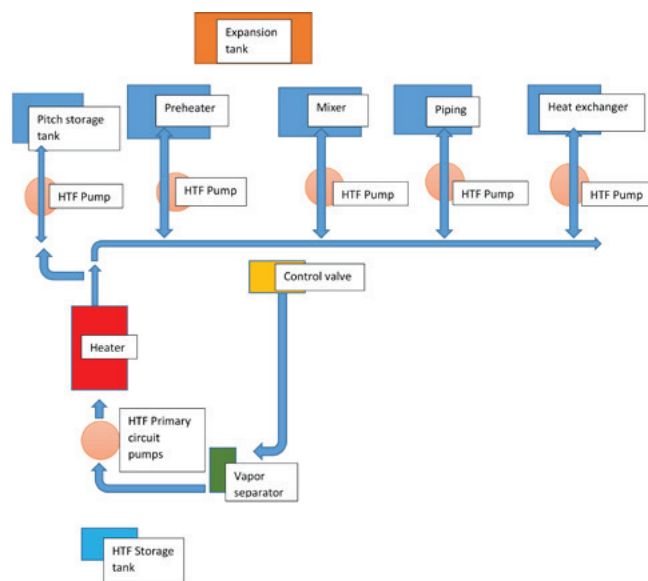 Expansion
tank
Pitch storage
tank
Preheater
Mixer
Piping
Heat exchanger
HTF Pump
HTF Pump
HTF Pump
HTF Pump
HTF Pump
Control valve
Heater
HTF Primary
circuit
pumps
Vapor
separator
HTF Storage
tank